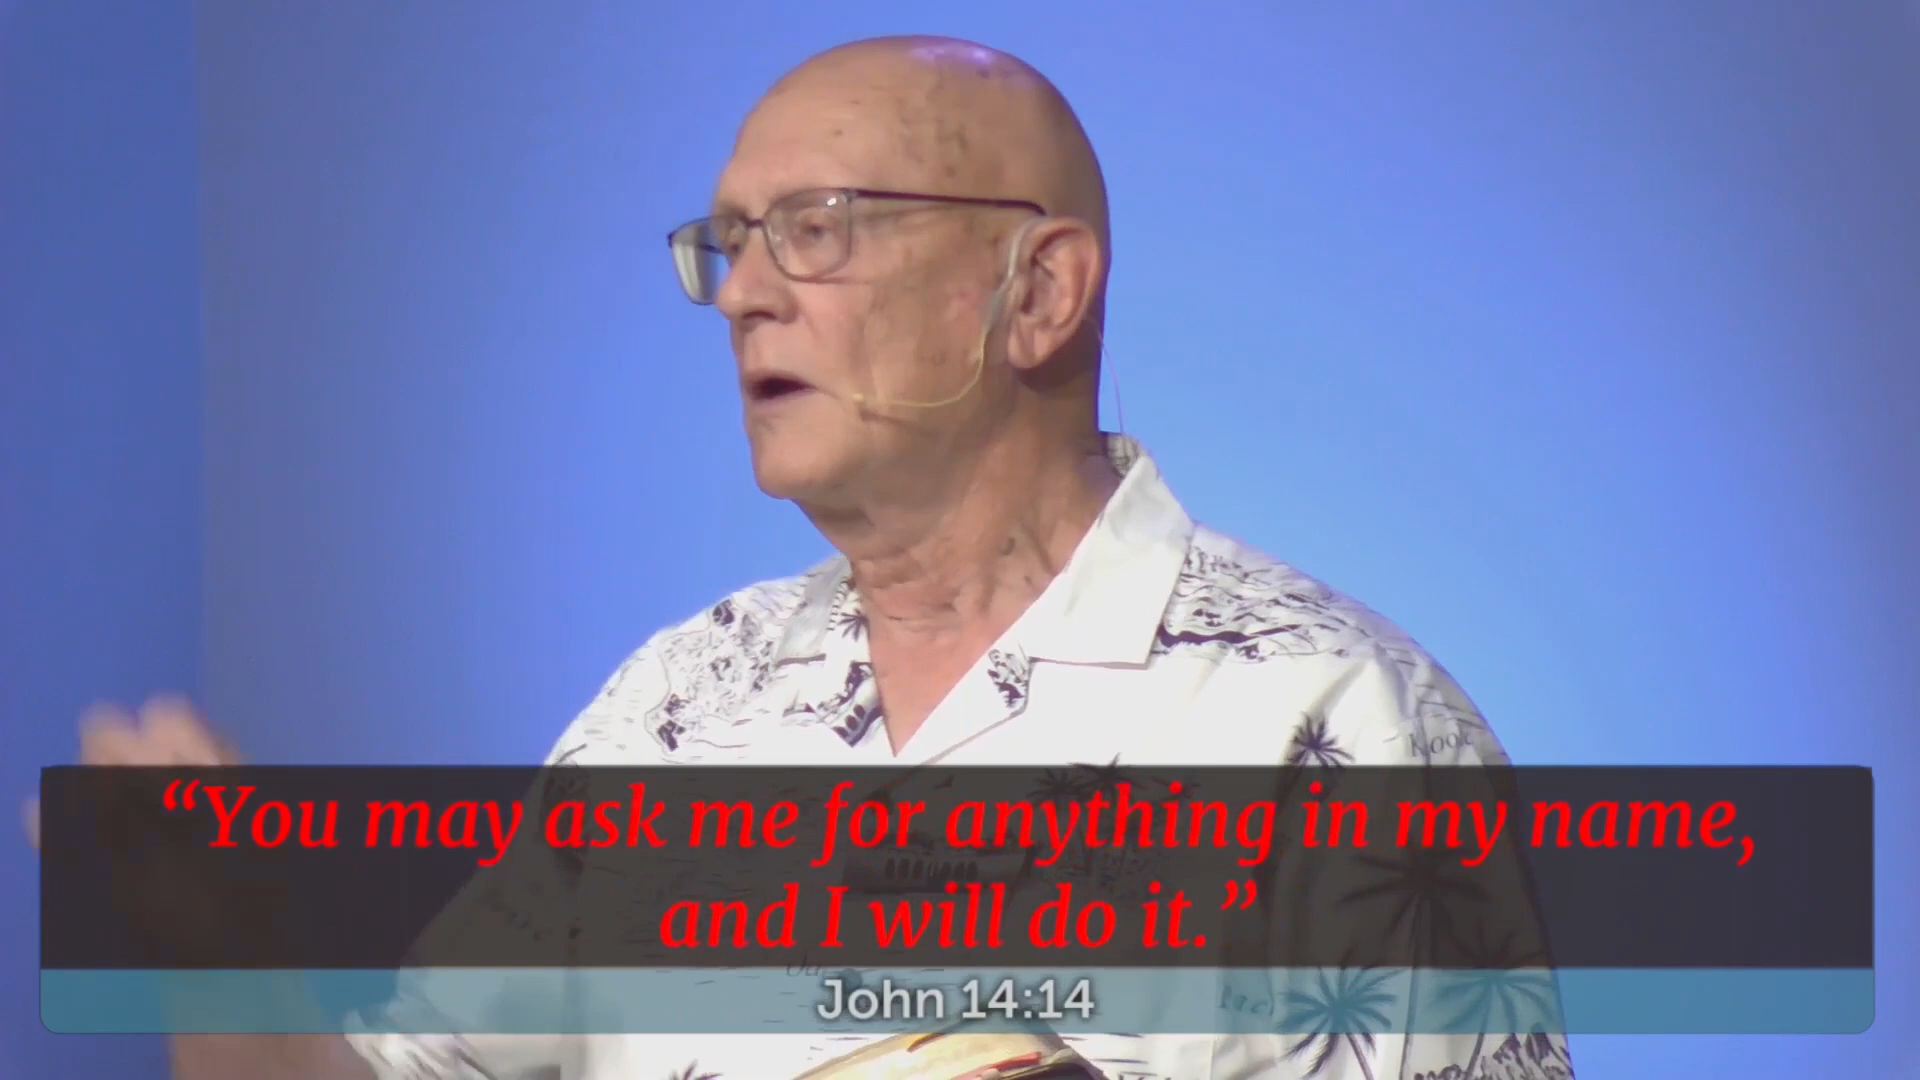 “You may ask me for anything in my name,
and I will do it.”
John 14:14